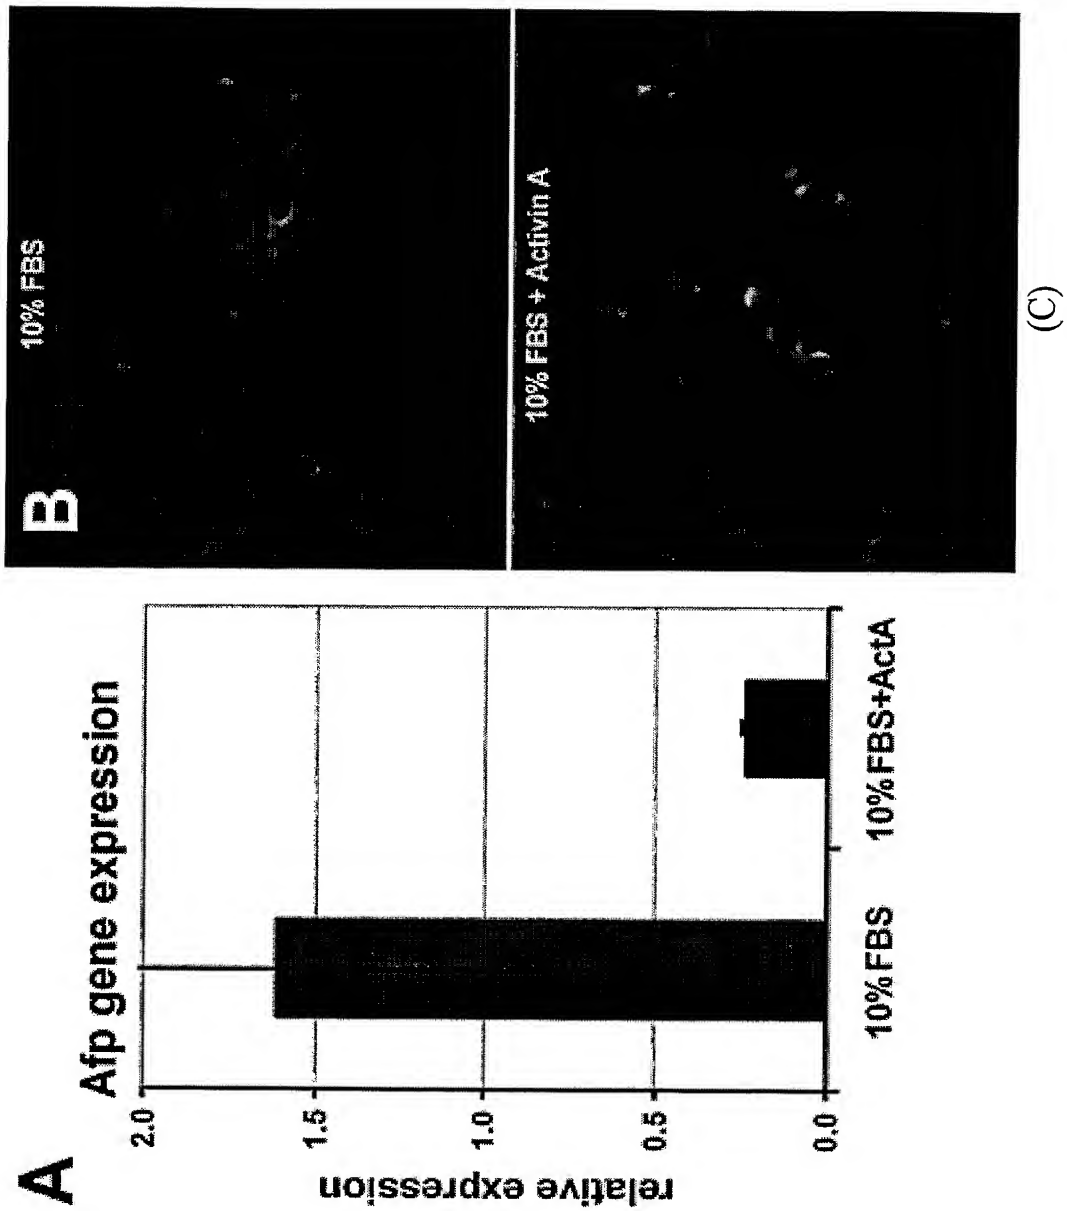 A
Afp gene expression
relative expression
2.0
1.5
1.0
0.5
0.0
10%FBS
10%FBS+ActA
B
10% FBS
10% FBS + Activin A
(C)